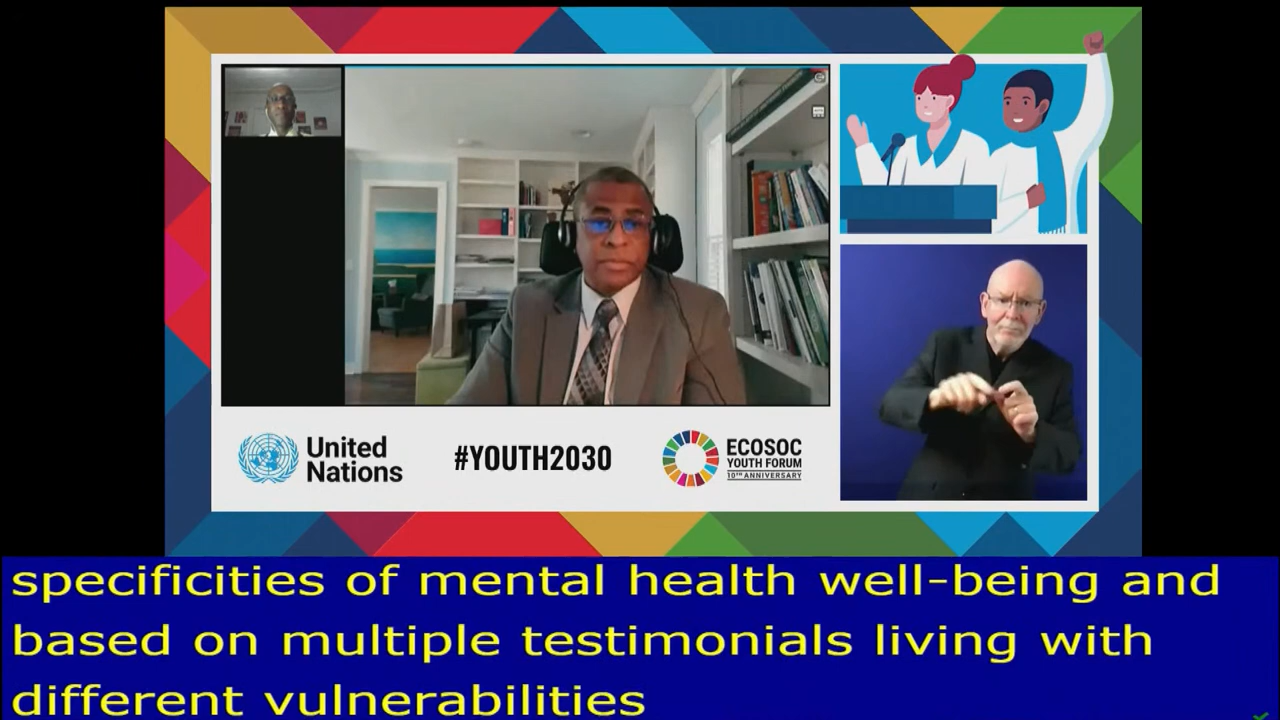 United
Nations
#YOUTH2030
ECOSOC
YOUTH FORUM
10TH ANNIVERSARY
specificities of mental health well-being and
based on multiple testimonials living with
different vulnerabilities